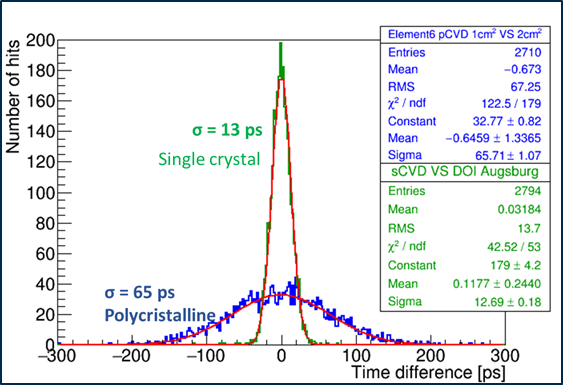 Number of hits
200
180
160
140
120
100
80
60
40
20
0
−300
−200
−100
0
100
200
300
Time difference [ps]
σ = 13 ps
Single crystal
σ = 65 ps
Polycristalline
Element6 pCVD 1cm² VS 2cm²
Entries 2710
Mean -0.673
RMS 67.25
χ² / ndf 122.5 / 179
Constant 32.77 ± 0.82
Mean -0.6459 ± 1.3365
Sigma 65.71 ± 1.07
sCVD VS DOI Augsburg
Entries 2794
Mean 0.03184
RMS 13.7
χ² / ndf 42.52 / 53
Constant 179 ± 4.2
Mean 0.1177 ± 0.2440
Sigma 12.69 ± 0.18